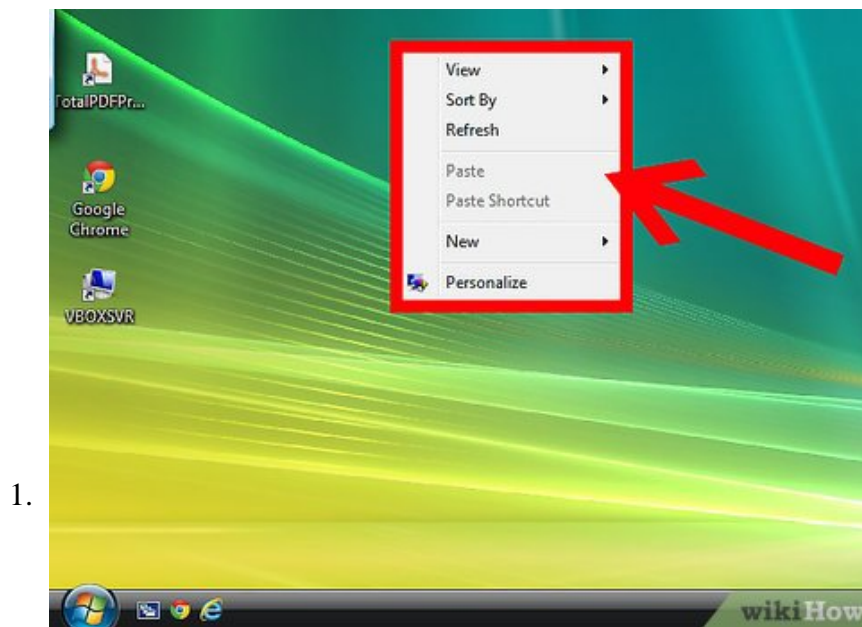 TotalPDFPr...
Google
Chrome
VBOXSVR
View
Sort By
Refresh
Paste
Paste Shortcut
New
Personalize
1.
wikiHow